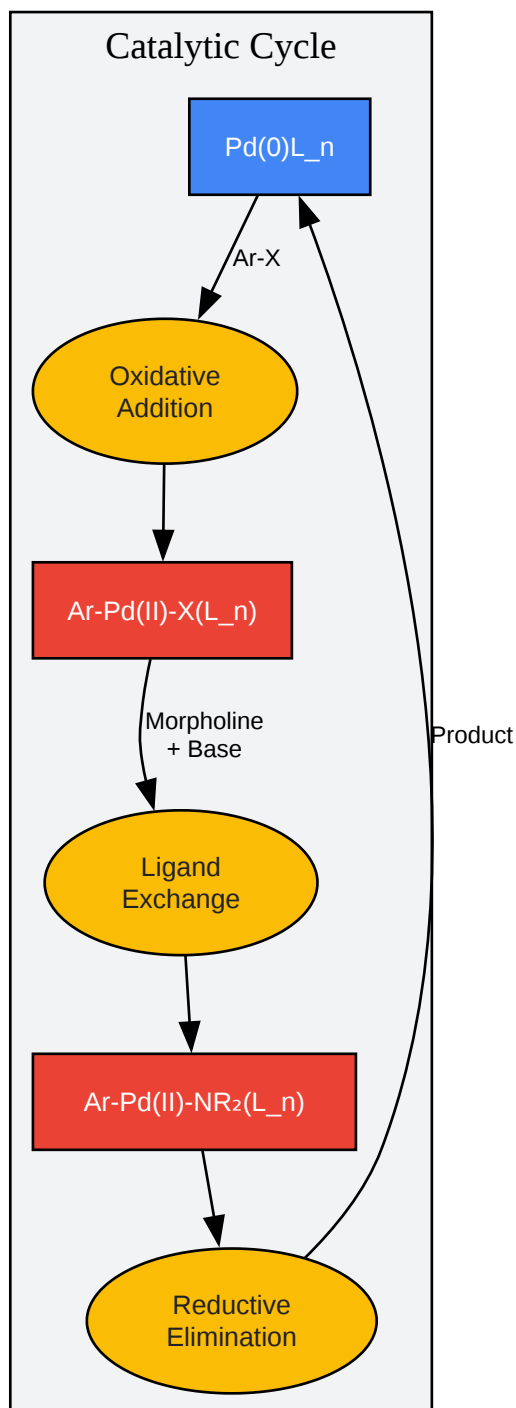 Catalytic Cycle
Pd(0)L_n
Ar-X
Oxidative
Addition
Ar-Pd(II)-X(L_n)
Morpholine
+ Base
Product
Ligand
Exchange
Ar-Pd(II)-NR₂(L_n)
Reductive
Elimination